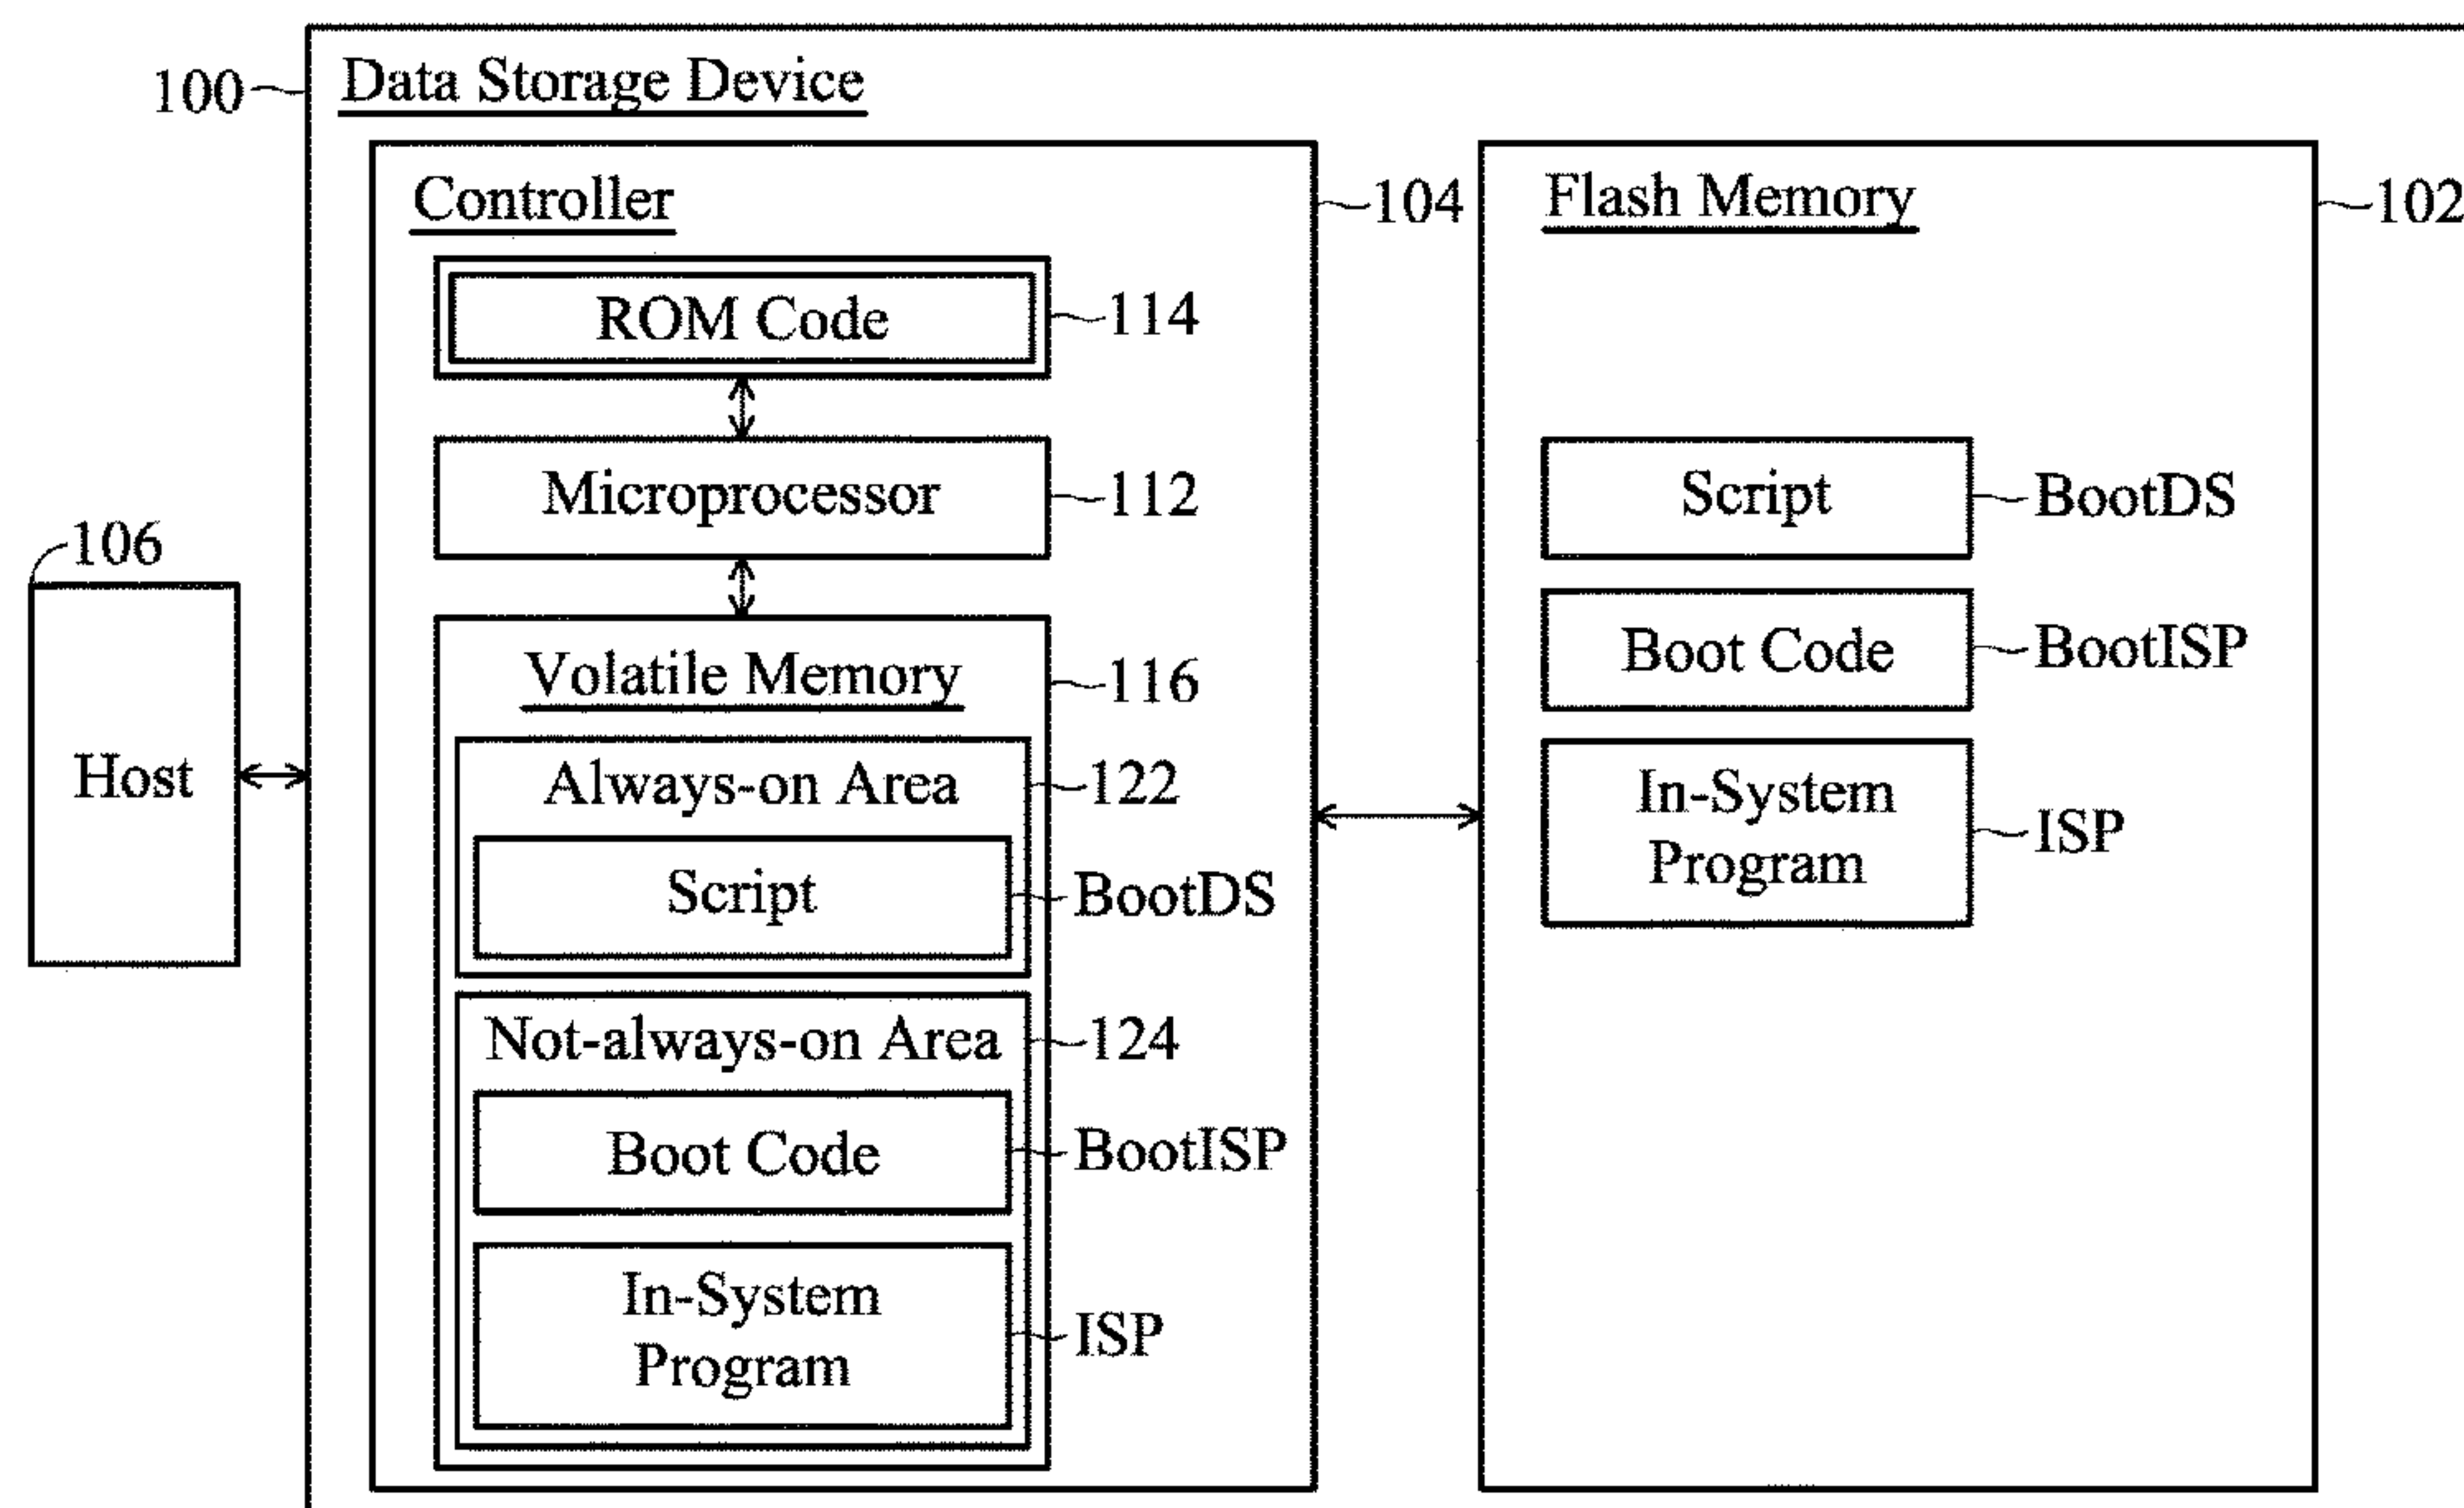 100
Data Storage Device
Controller
104
ROM Code
114
Microprocessor
112
Volatile Memory
116
Always-on Area
122
Script
BootDS
Not-always-on Area
124
Boot Code
BootISP
In-System
Program
ISP
106
Host
Flash Memory
102
Script
BootDS
Boot Code
BootISP
In-System
Program
ISP